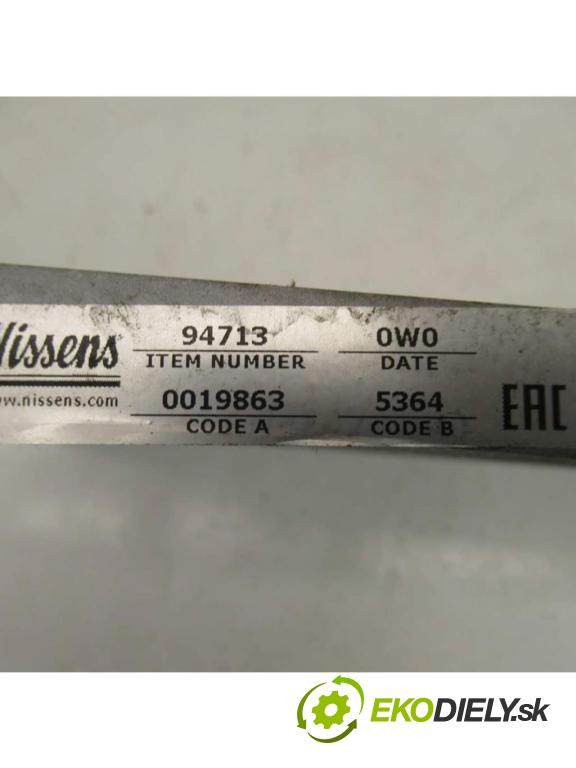 Nissens 94713 0W0
ITEM NUMBER DATE
www.nissens.com 0019863 5364 EAC
CODE A CODE B
EKODIELY.sk